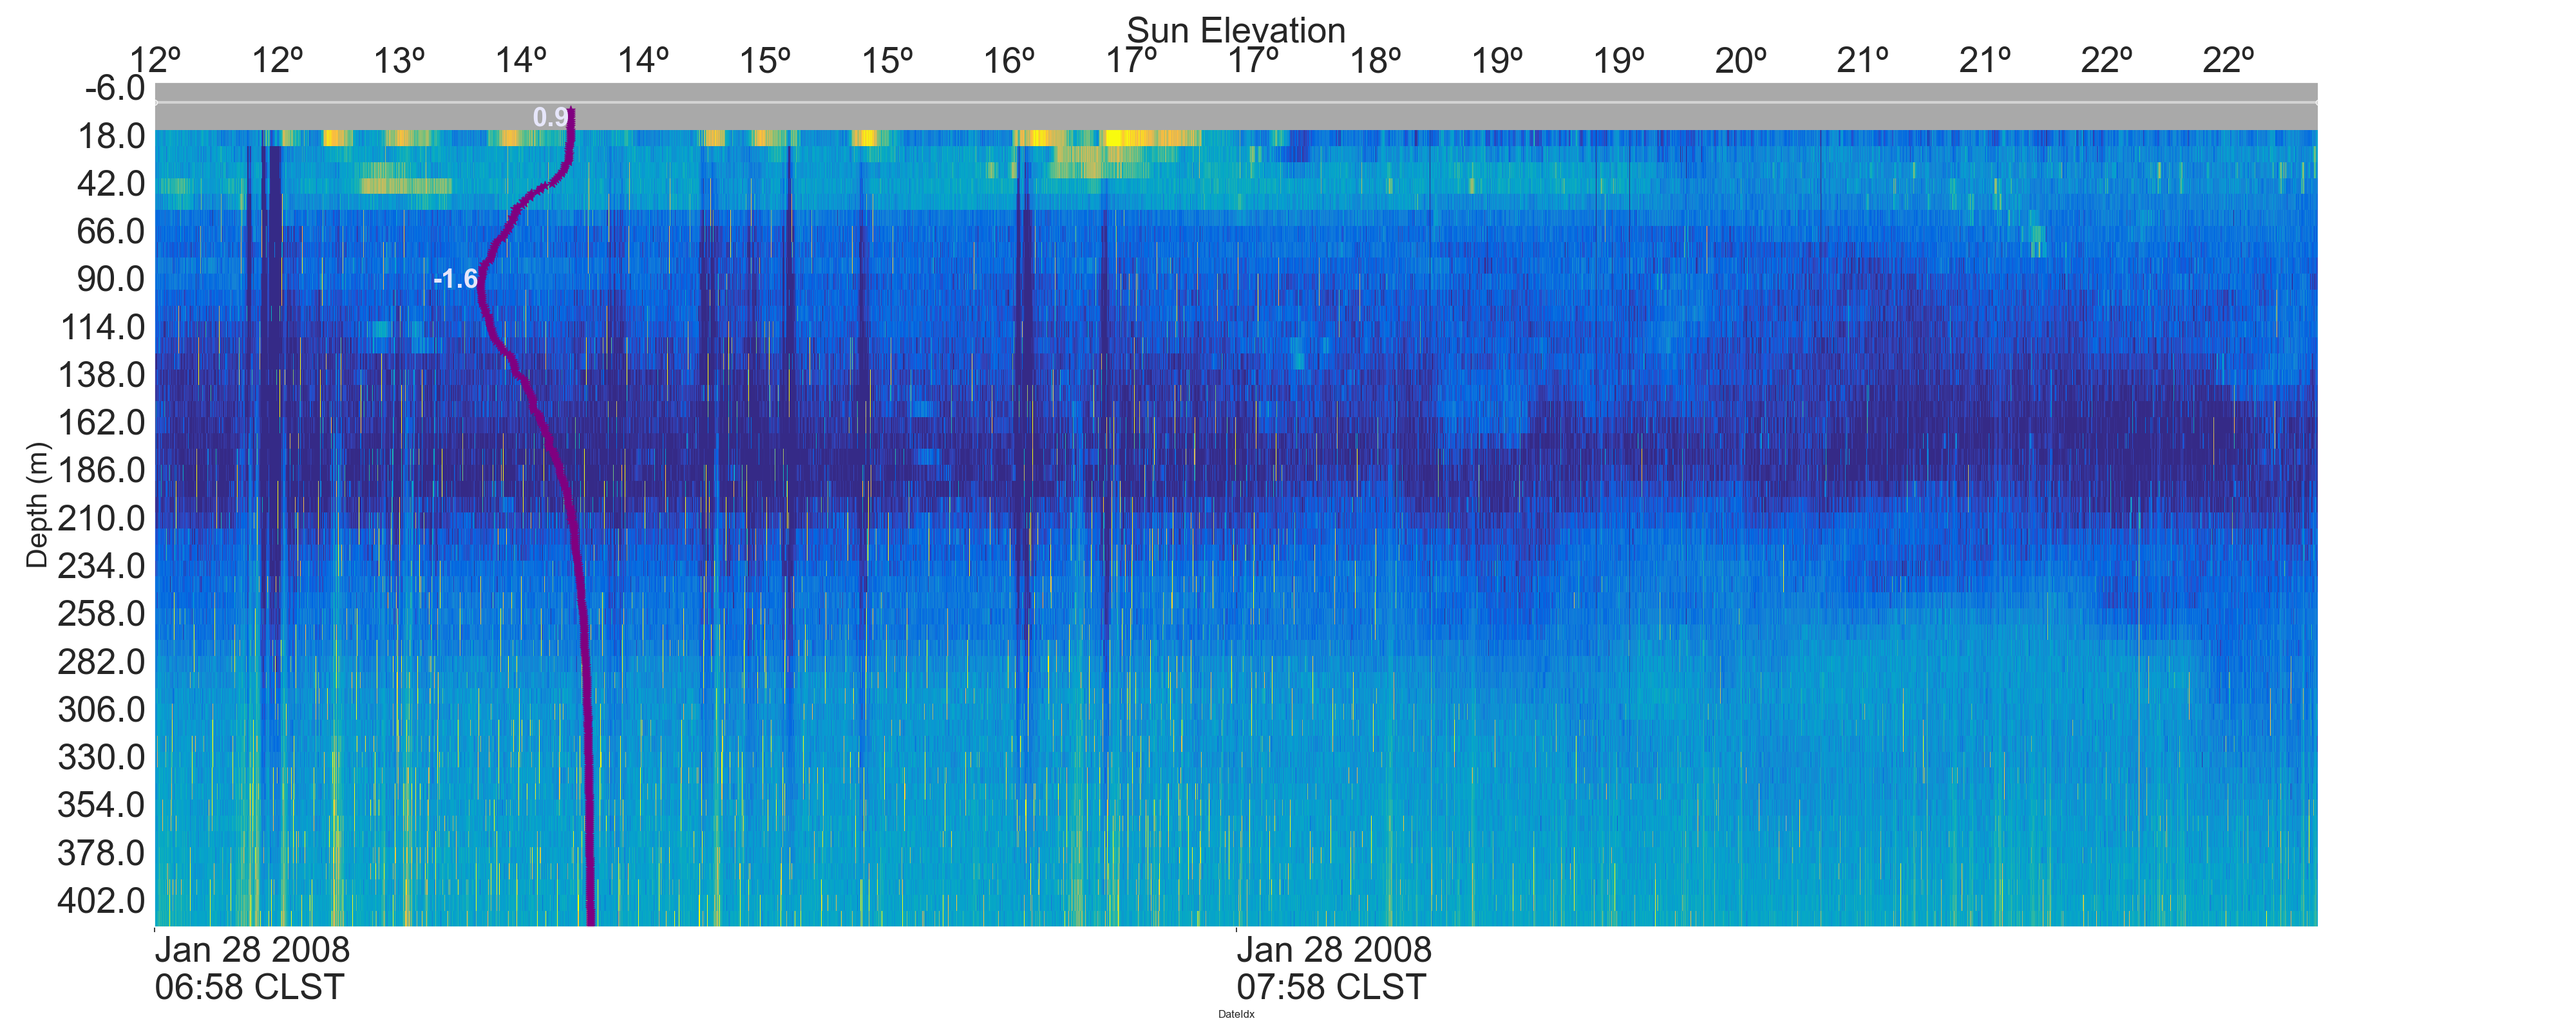 Sun Elevation
12º 12º 13º 14º 14º 15º 15º 16º 17º 17º 18º 19º 19º 20º 21º 21º 22º 22º
-6.0
0.9
18.0
42.0
66.0
-1.6
90.0
114.0
138.0
162.0
186.0
210.0
234.0
258.0
282.0
306.0
330.0
354.0
378.0
402.0
Depth (m)
Jan 28 2008
06:58 CLST
Jan 28 2008
07:58 CLST
DateIdx